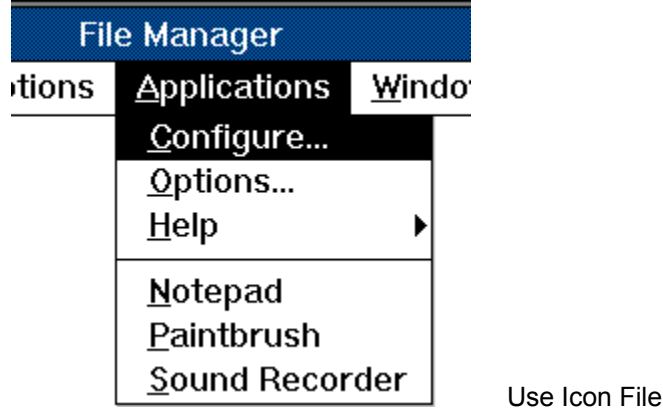 File Manager
Applications
Configure...
Options...
Help
Notepad
Paintbrush
Sound Recorder
Use Icon File